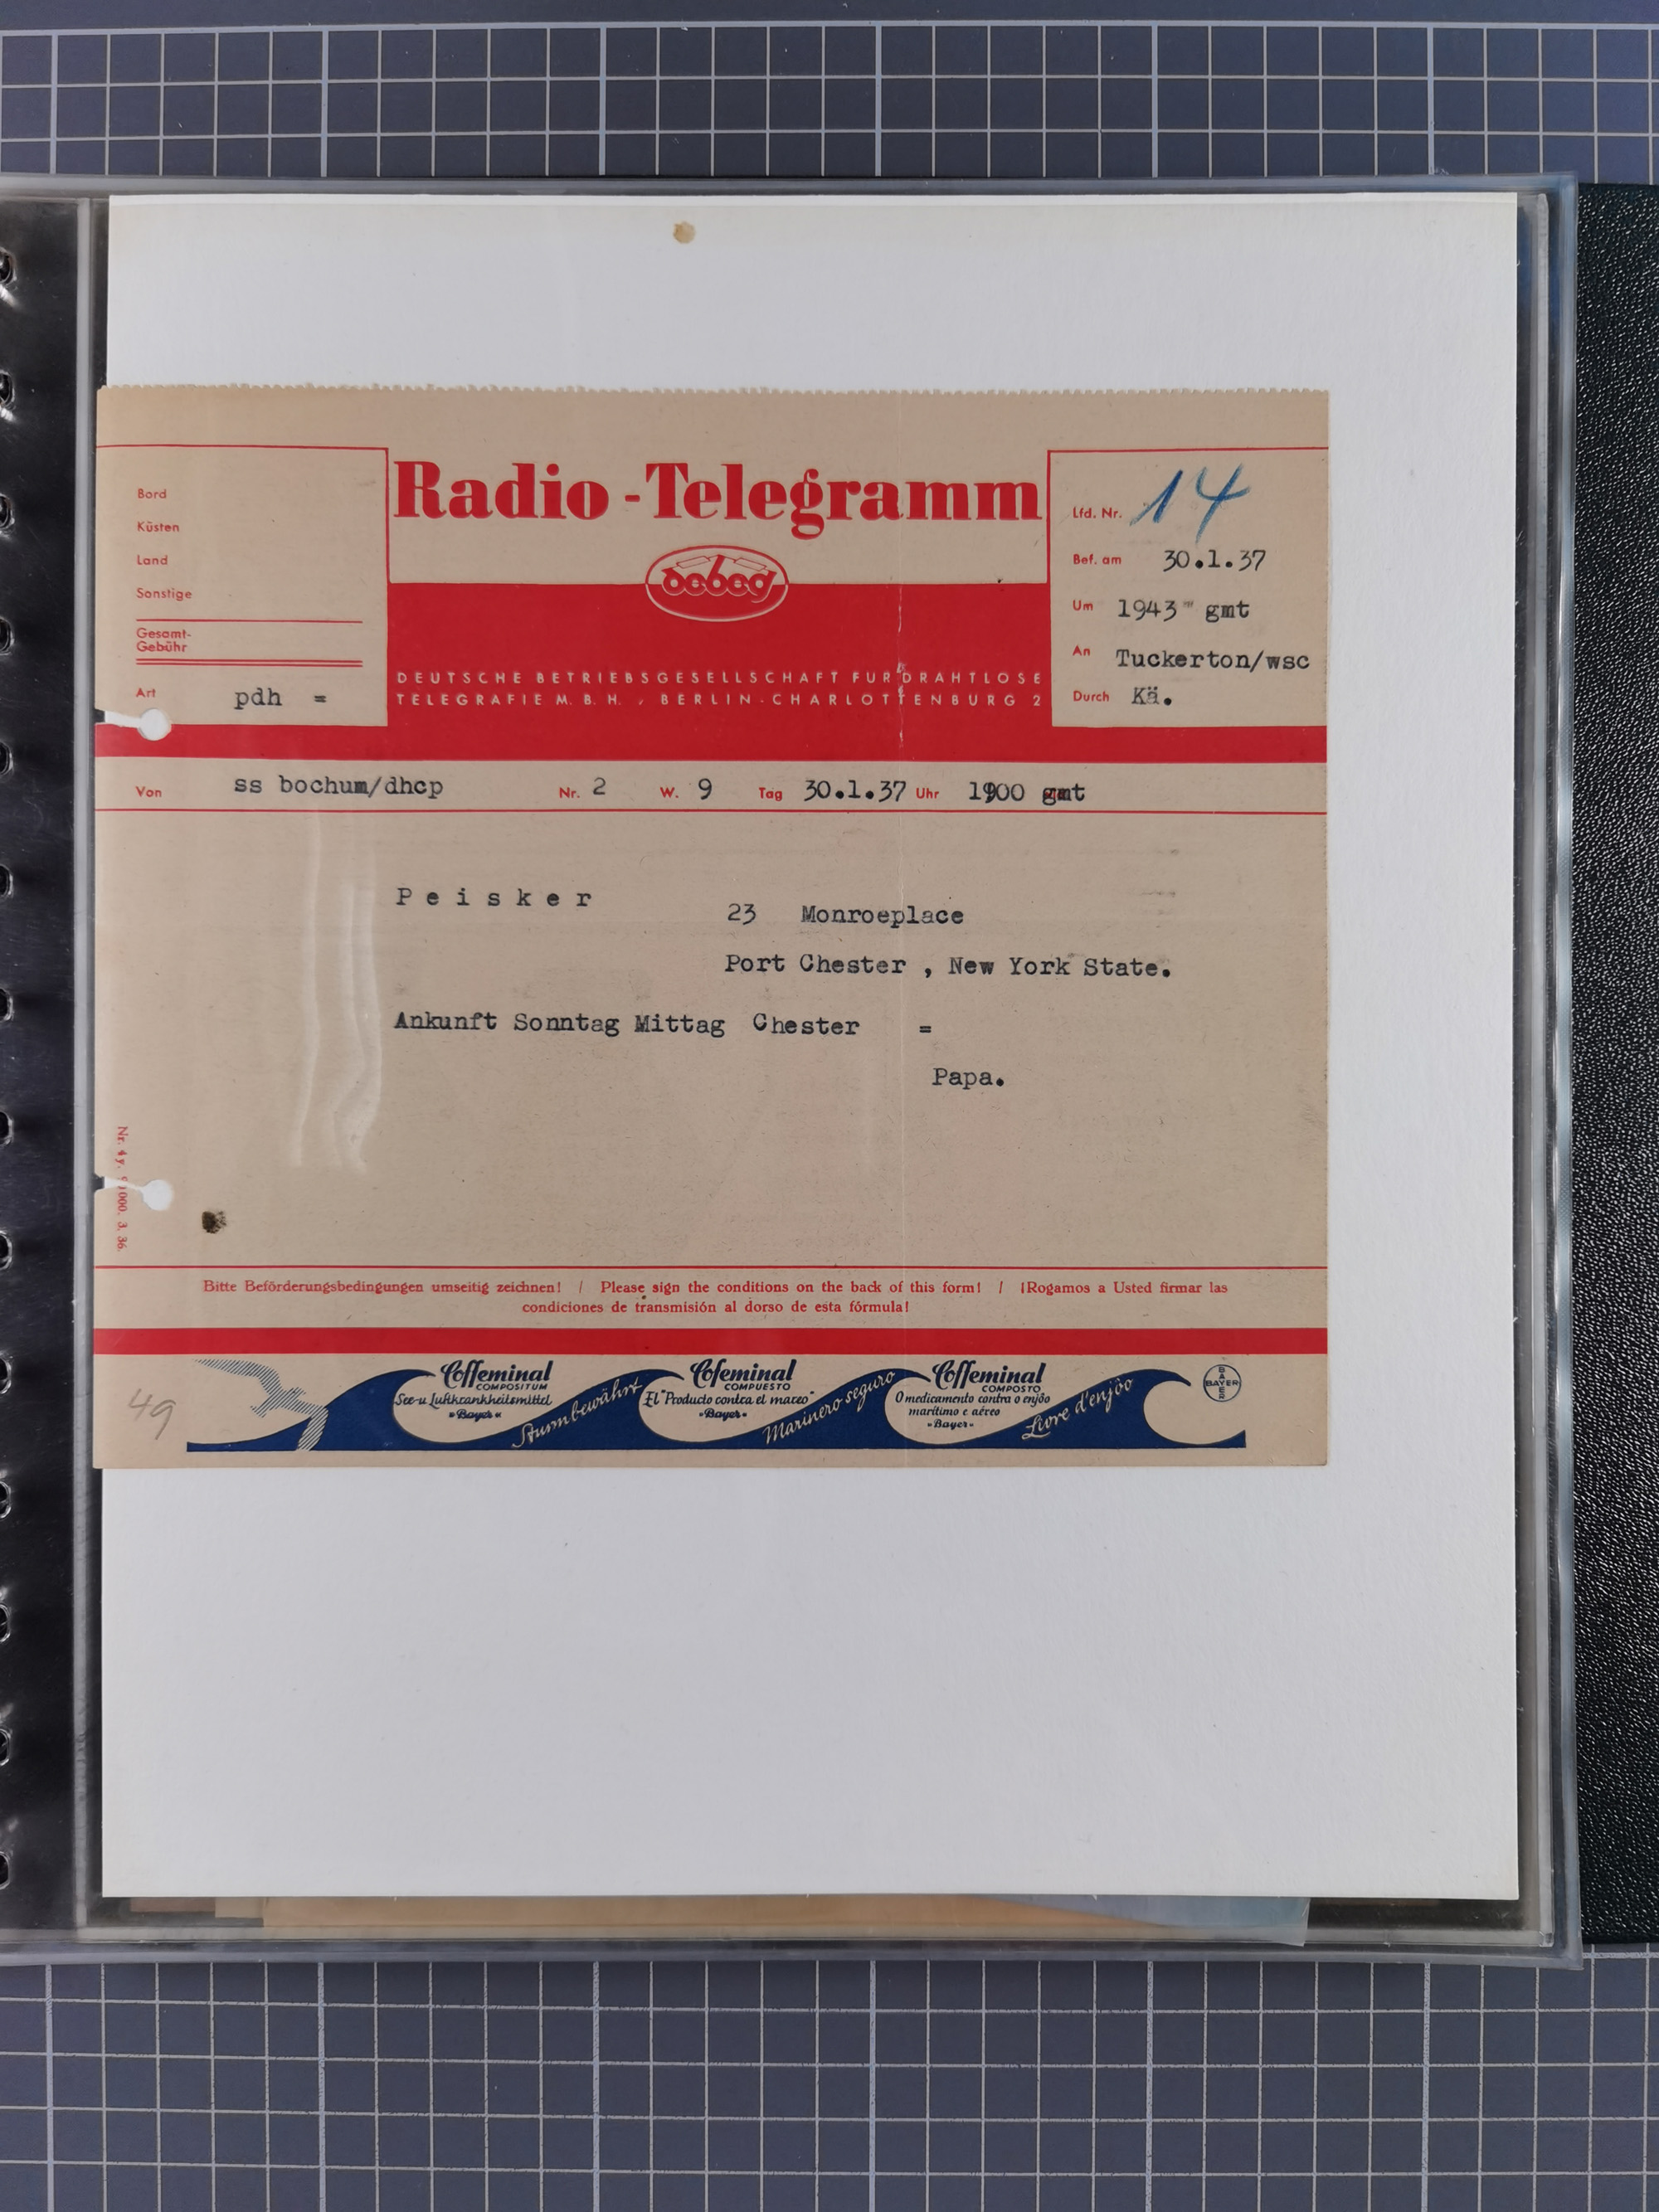 Bord
Küsten
Land
Sonstige
Gesamt-
Gebühr
Art pdh =
Radio-Telegramm
debeg
DEUTSCHE BETRIEBSGESELLSCHAFT FUR DRAHTLOSE
TELEGRAFIE M. B. H., BERLIN-CHARLOTTENBURG 2
Lfd. Nr. 14
Bef. am 30.1.37
Um 1943 gmt
An Tuckerton/wsc
Durch Kä.
Von ss bochum/dhcp Nr. 2 W. 9 Tag 30.1.37 Uhr 1900 gmt
Peisker
23 Monroeplace
Port Chester , New York State.
Ankunft Sonntag Mittag Chester =
Papa.
Bitte Beförderungsbedingungen umseitig zeichnen! / Please sign the conditions on the back of this form! / ¡Rogamos a Usted firmar las
condiciones de transmisión al dorso de esta fórmula!
49
Coffeminal
COMPOSITUM
See-u Luftkrankheitsmittel
»Bayer«
Sturmbewährt
Cofeminal
COMPUESTO
El "Producto contra el mareo"
»Bayer«
Marinero seguro
Coffeminal
COMPOSTO
O medicamento contra o enjôo
marítimo e aéreo
»Bayer«
Livre d'enjôo
BAYER